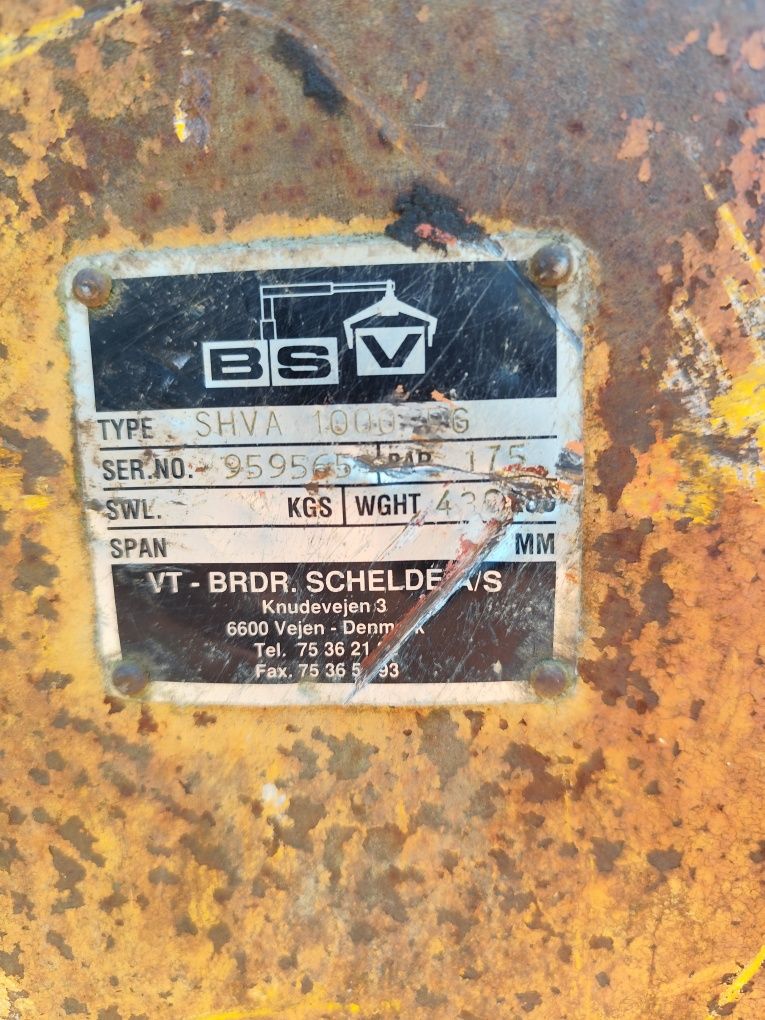 BSV
TYPE SHVA
SER.NO. 959565 BAR 175
SWL. KGS WGHT
SPAN MM
VT - BRDR. SCHELDE A/S
Knudevejen 3
6600 Vejen - Denmark
Tel. 75 36 21
Fax. 75 36